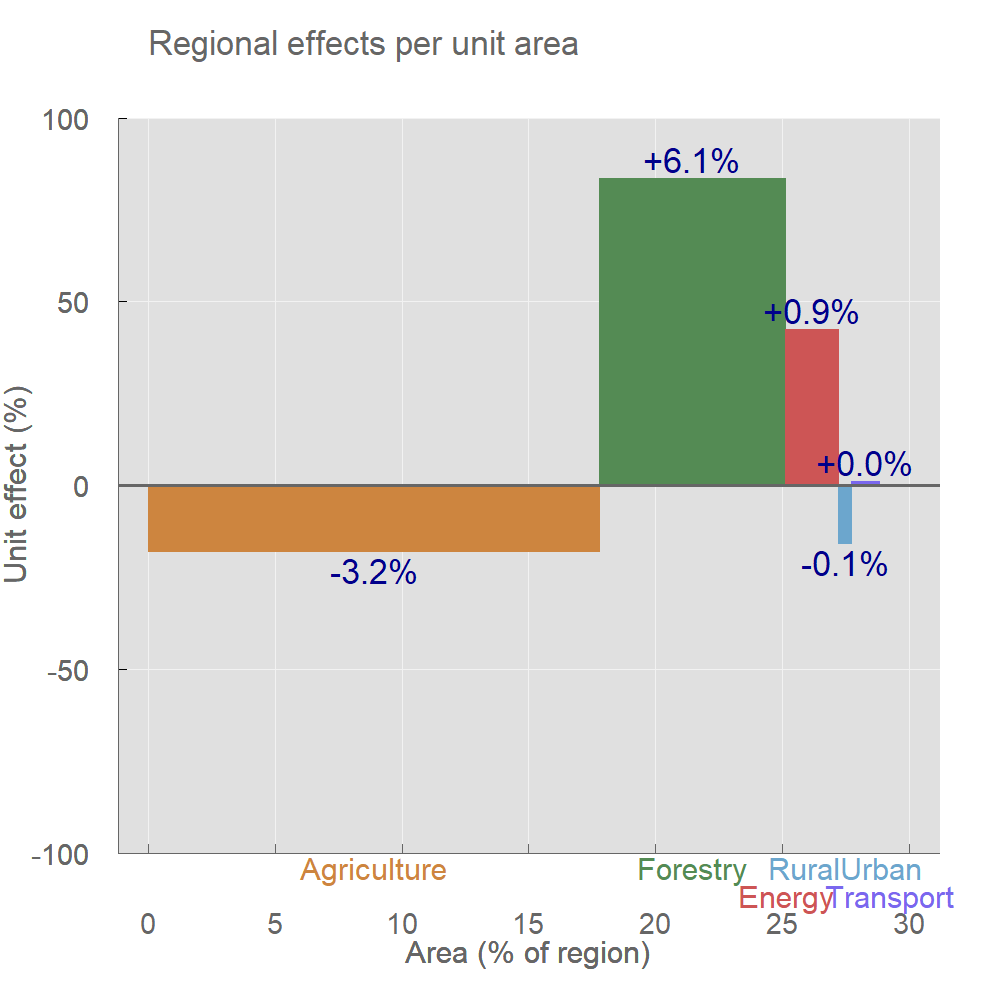 Regional effects per unit area
100
+6.1%
+0.9%
50
+0.0%
0
-0.1%
-3.2%
-50
-100
Unit effect (%)
Agriculture Forestry RuralUrban
Energy Transport
0 5 10 15 20 25 30
Area (% of region)